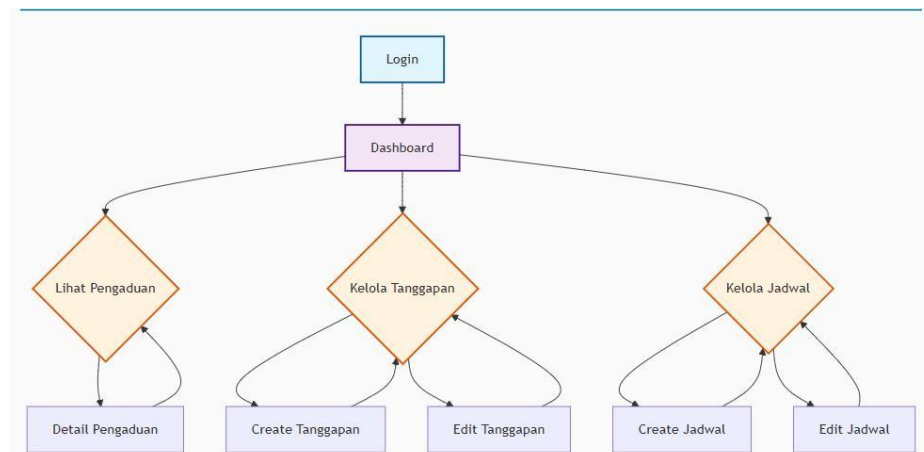 Login
Dashboard
Lihat Pengaduan
Kelola Tanggapan
Kelola Jadwal
Detail Pengaduan
Create Tanggapan
Edit Tanggapan
Create Jadwal
Edit Jadwal